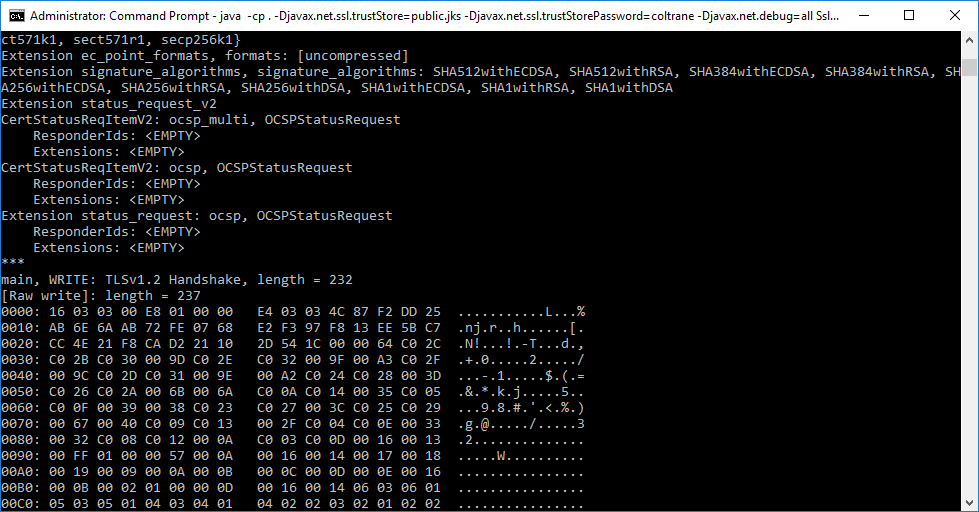 Administrator: Command Prompt - java  -cp . -Djavax.net.ssl.trustStore=public.jks -Djavax.net.ssl.trustStorePassword=coltrane -Djavax.net.debug=all Ssl...
ct571k1, sect571r1, secp256k1}
Extension ec_point_formats, formats: [uncompressed]
Extension signature_algorithms, signature_algorithms: SHA512withECDSA, SHA512withRSA, SHA384withECDSA, SHA384withRSA, SH
A256withECDSA, SHA256withRSA, SHA256withDSA, SHA1withECDSA, SHA1withRSA, SHA1withDSA
Extension status_request_v2
CertStatusReqItemV2: ocsp_multi, OCSPStatusRequest
    ResponderIds: <EMPTY>
    Extensions: <EMPTY>
CertStatusReqItemV2: ocsp, OCSPStatusRequest
    ResponderIds: <EMPTY>
    Extensions: <EMPTY>
Extension status_request: ocsp, OCSPStatusRequest
    ResponderIds: <EMPTY>
    Extensions: <EMPTY>
***
main, WRITE: TLSv1.2 Handshake, length = 232
[Raw write]: length = 237
0000: 16 03 03 00 E8 01 00 00   E4 03 03 4C 87 F2 DD 25  ...........L...%
0010: AB 6E 6A AB 72 FE 07 68   E2 F3 97 F8 13 EE 5B C7  .nj.r..h......[.
0020: CC 4E 21 F8 CA D2 21 10   2D 54 1C 00 00 64 C0 2C  .N!...!.-T...d.,
0030: C0 2B C0 30 00 9D C0 2E   C0 32 00 9F 00 A3 C0 2F  .+.0.....2...../
0040: 00 9C C0 2D C0 31 00 9E   00 A2 C0 24 C0 28 00 3D  ...-.1.....$.(.=
0050: C0 26 C0 2A 00 6B 00 6A   C0 0A C0 14 00 35 C0 05  .&.*.k.j.....5..
0060: C0 0F 00 39 00 38 C0 23   C0 27 00 3C C0 25 C0 29  ...9.8.#.'.<.%.)
0070: 00 67 00 40 C0 09 C0 13   00 2F C0 04 C0 0E 00 33  .g.@...../.....3
0080: 00 32 C0 08 C0 12 00 0A   C0 03 C0 0D 00 16 00 13  .2..............
0090: 00 FF 01 00 00 57 00 0A   00 16 00 14 00 17 00 18  .....W..........
00A0: 00 19 00 09 00 0A 00 0B   00 0C 00 0D 00 0E 00 16  ................
00B0: 00 0B 00 02 01 00 00 0D   00 16 00 14 06 03 06 01  ................
00C0: 05 03 05 01 04 03 04 01   04 02 02 03 02 01 02 02  ................